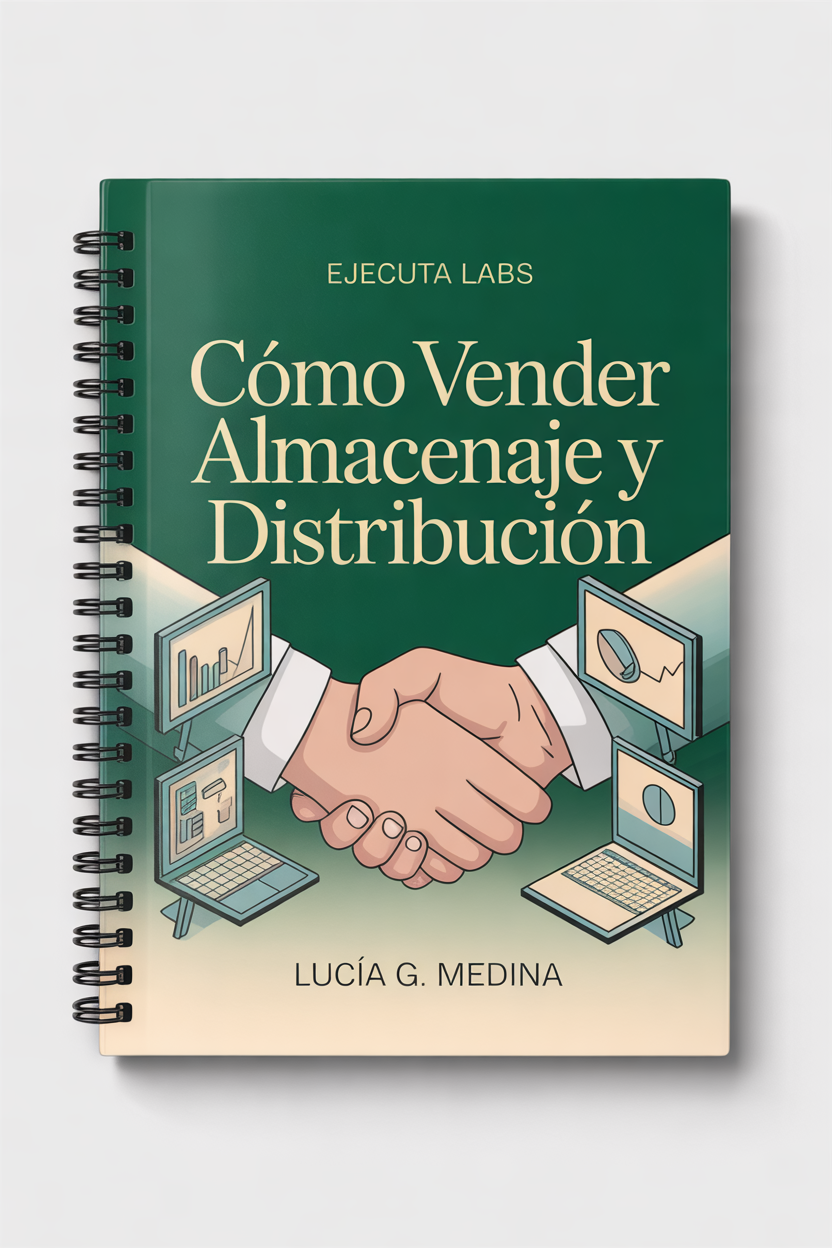 EJECUTA LABS
Cómo Vender
Almacenaje y
Distribución
LUCÍA G. MEDINA